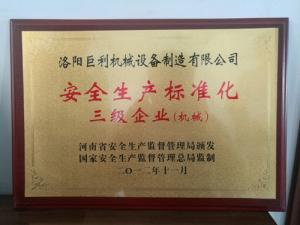 洛阳巨利机械设备制造有限公司
安全生产标准化
三级企业(机械)
河南省安全生产监督管理局颁发
国家安全生产监督管理总局监制
二〇一二年十一月